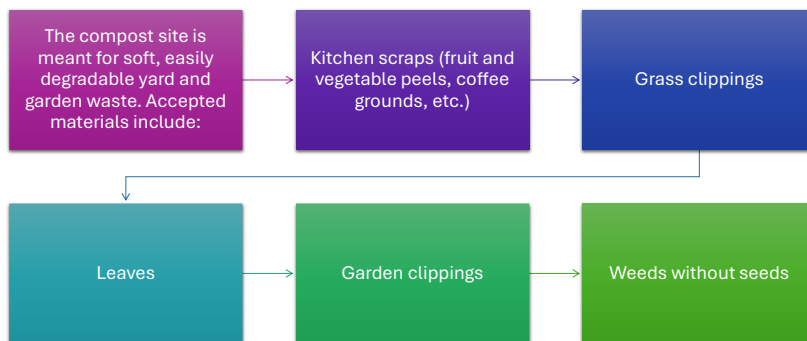 The compost site is
meant for soft, easily
degradable yard and
garden waste. Accepted
materials include:
Kitchen scraps (fruit and
vegetable peels, coffee
grounds, etc.)
Grass clippings
Leaves
Garden clippings
Weeds without seeds